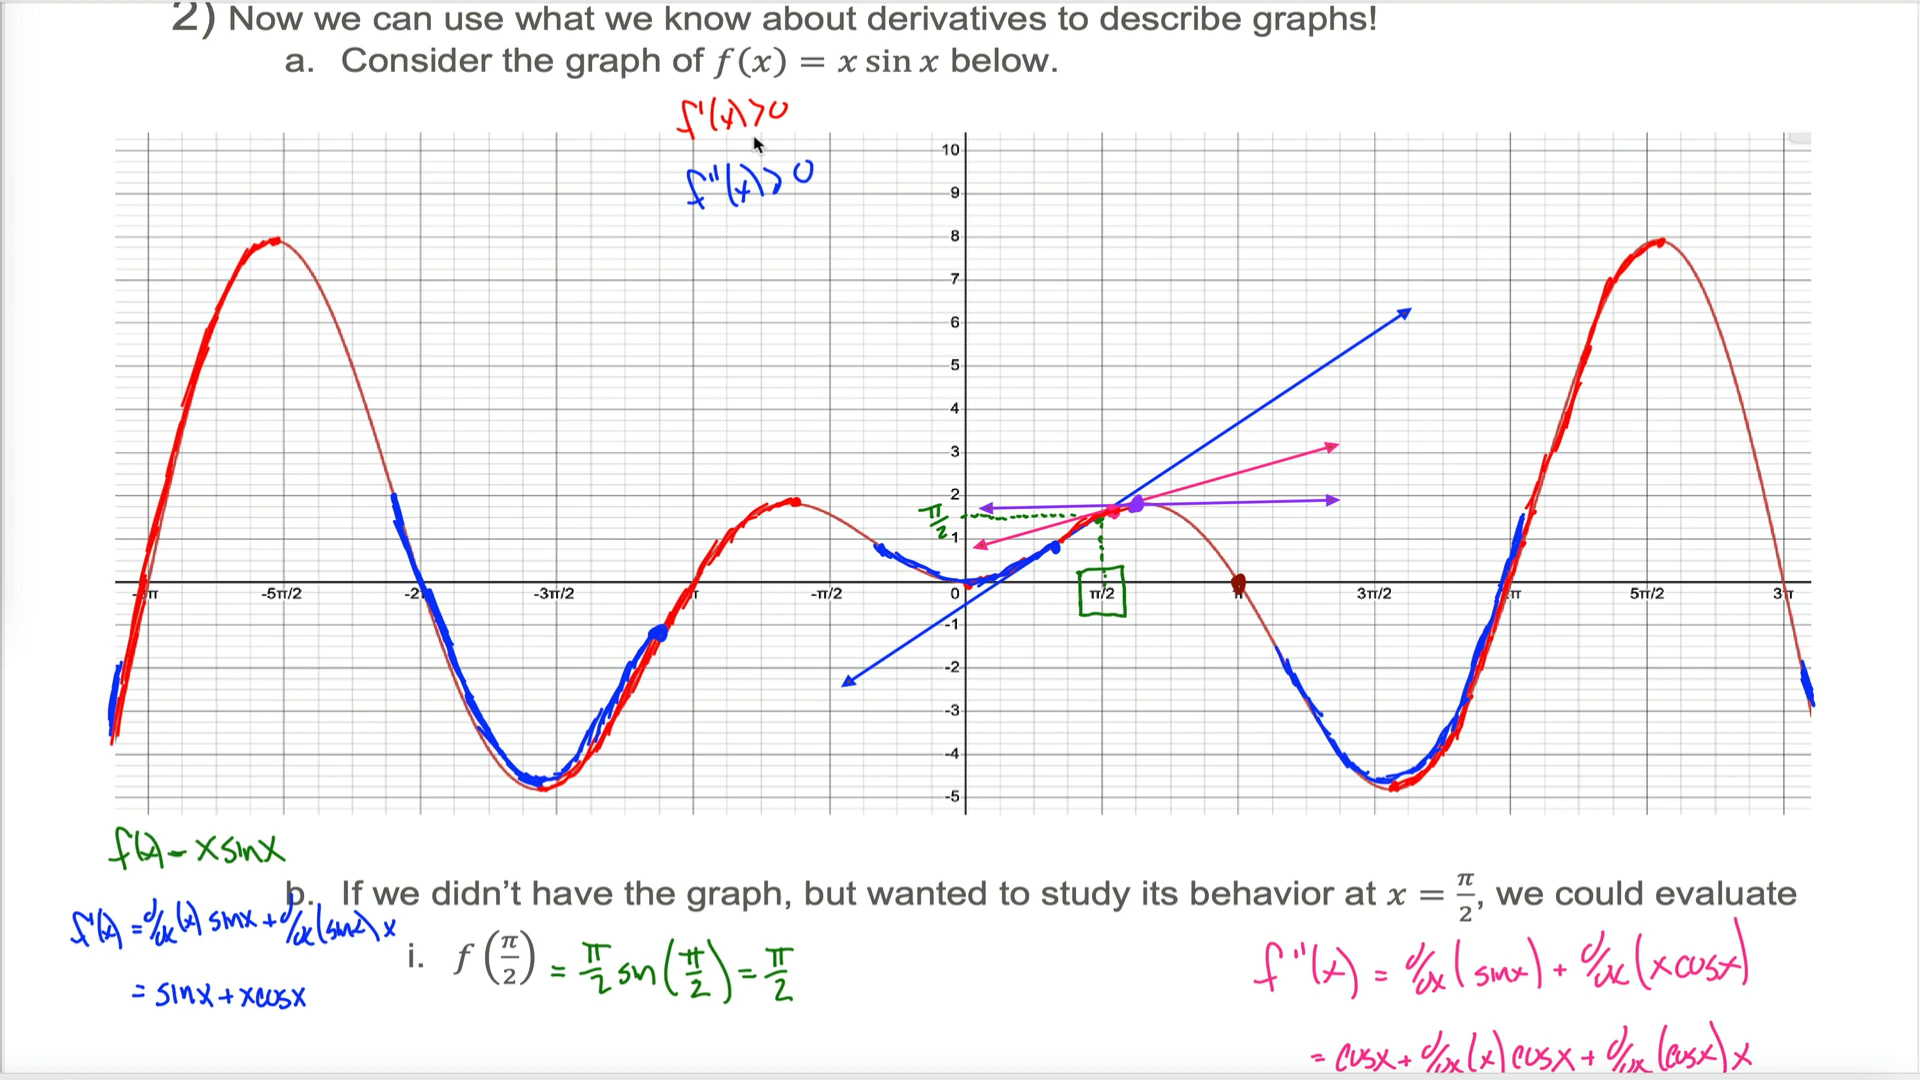 2) Now we can use what we know about derivatives to describe graphs!
a. Consider the graph of f(x) = x sin x below.
f'(x)>0
f''(x)>0
10
9
8
7
6
5
4
3
2
π/2
1
-5π/2
-3π/2
-π/2
0
π/2
3π/2
5π/2
-1
-2
-3
-4
-5
f(x) = x sin x
b. If we didn't have the graph, but wanted to study its behavior at x = π/2, we could evaluate
f'(x) = d/dx (x) sin x + d/dx (sin x) x
= sin x + x cos x
i. f(π/2) = π/2 sin(π/2) = π/2
f''(x) = d/dx (sin x) + d/dx (x cos x)
= cos x + d/dx (x) cos x + d/dx (cos x) x